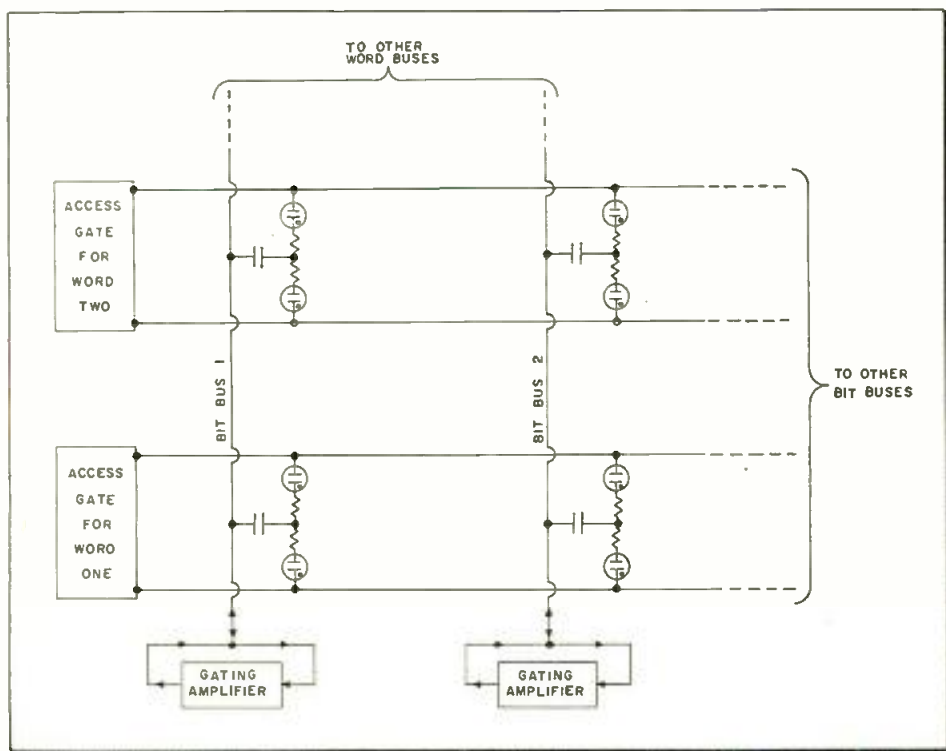 TO OTHER
WORD BUSES
ACCESS
GATE
FOR
WORD
TWO
BIT BUS 1
BIT BUS 2
TO OTHER
BIT BUSES
ACCESS
GATE
FOR
WORD
ONE
GATING
AMPLIFIER
GATING
AMPLIFIER